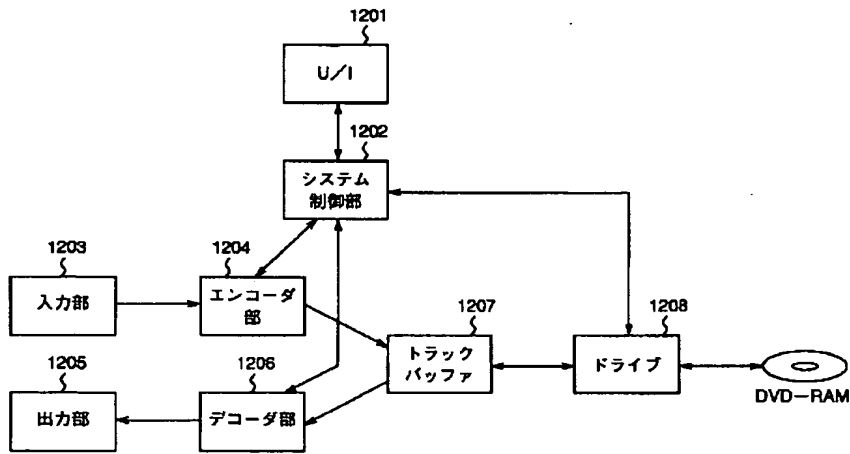 1201
U/I
1202
システム
制御部
1203
入力部
1204
エンコーダ
部
1205
出力部
1206
デコーダ部
1207
トラック
バッファ
1208
ドライブ
DVD-RAM